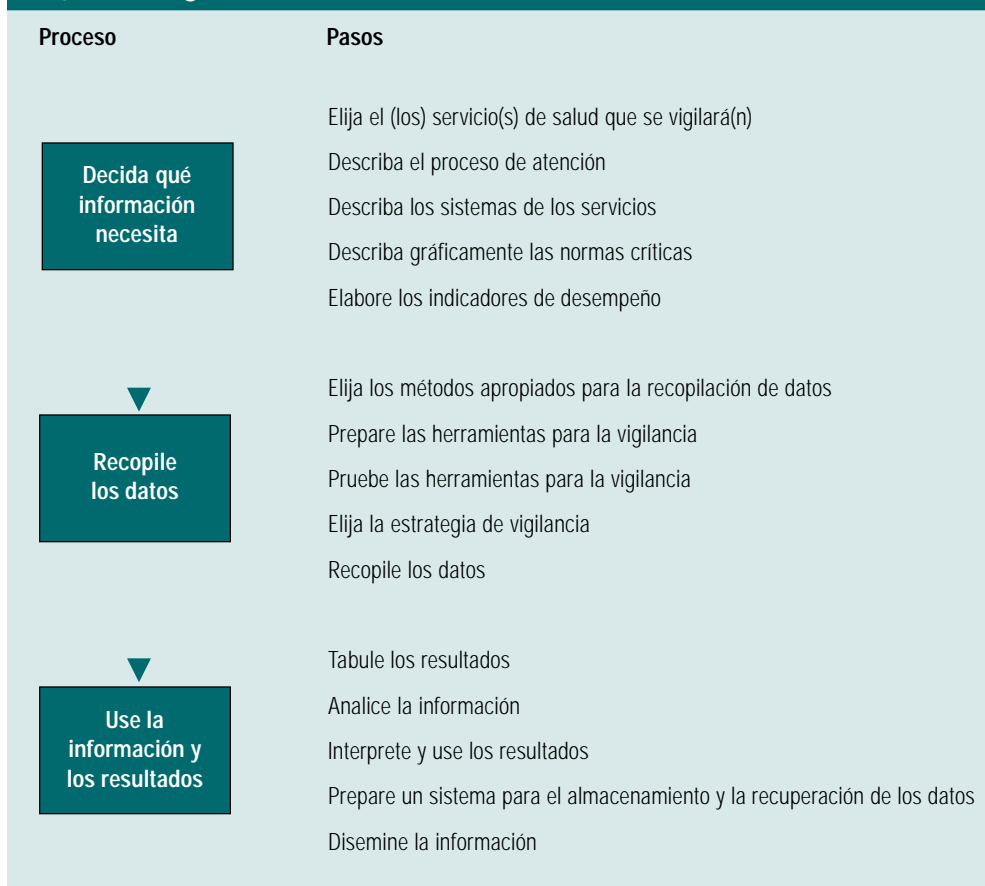 Proceso Pasos
Decida qué
información
necesita
Elija el (los) servicio(s) de salud que se vigilará(n)
Describa el proceso de atención
Describa los sistemas de los servicios
Describa gráficamente las normas críticas
Elabore los indicadores de desempeño
Recopile
los datos
Elija los métodos apropiados para la recopilación de datos
Prepare las herramientas para la vigilancia
Pruebe las herramientas para la vigilancia
Elija la estrategia de vigilancia
Recopile los datos
Use la
información y
los resultados
Tabule los resultados
Analice la información
Interprete y use los resultados
Prepare un sistema para el almacenamiento y la recuperación de los datos
Disemine la información